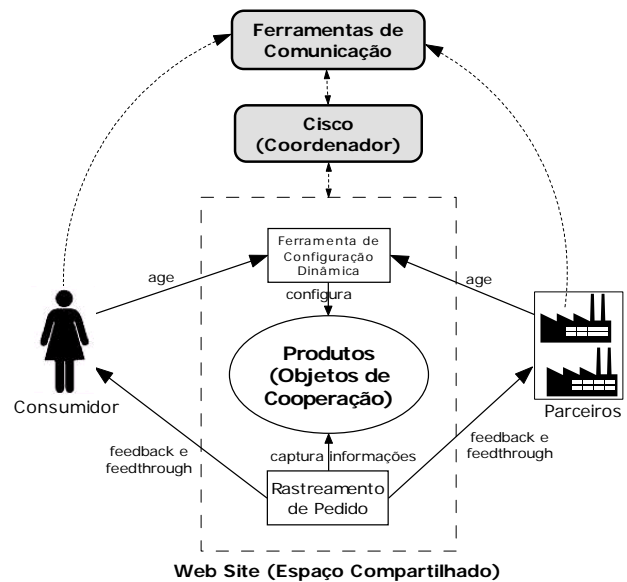 Ferramentas de
Comunicação
Cisco
(Coordenador)
Ferramenta de
Configuração
Dinâmica
age
age
configura
Produtos
(Objetos de
Cooperação)
Consumidor
Parceiros
feedback e
feedthrough
captura informações
feedback e
feedthrough
Rastreamento
de Pedido
Web Site (Espaço Compartilhado)